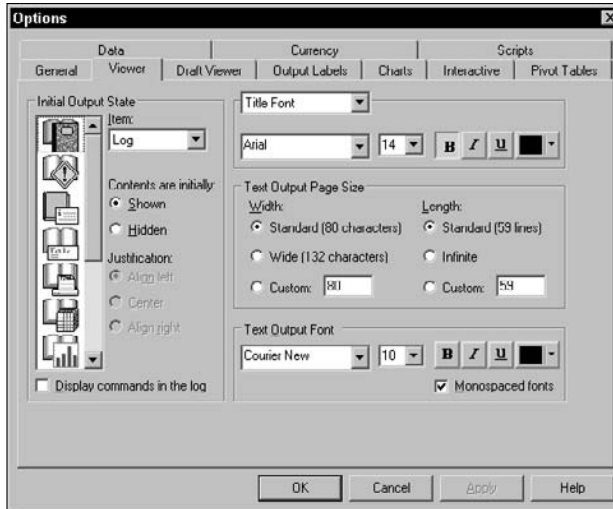 Options
Data Currency Scripts
General Viewer Draft Viewer Output Labels Charts Interactive Pivot Tables
Initial Output State
Item:
Log
Contents are initially:
Shown
Hidden
Justification:
Align left
Center
Align right
Display commands in the log
Title Font
Arial 14 B I U
Text Output Page Size
Width: Length:
Standard (80 characters) Standard (59 lines)
Wide (132 characters) Infinite
Custom: 80 Custom: 59
Text Output Font
Courier New 10 B I U
Monospaced fonts
OK Cancel Apply Help